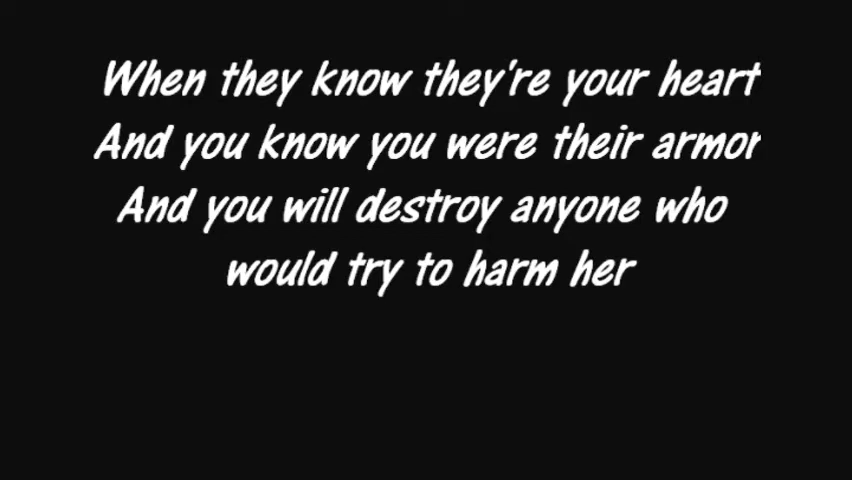 When they know they're your heart
And you know you were their armor
And you will destroy anyone who
would try to harm her